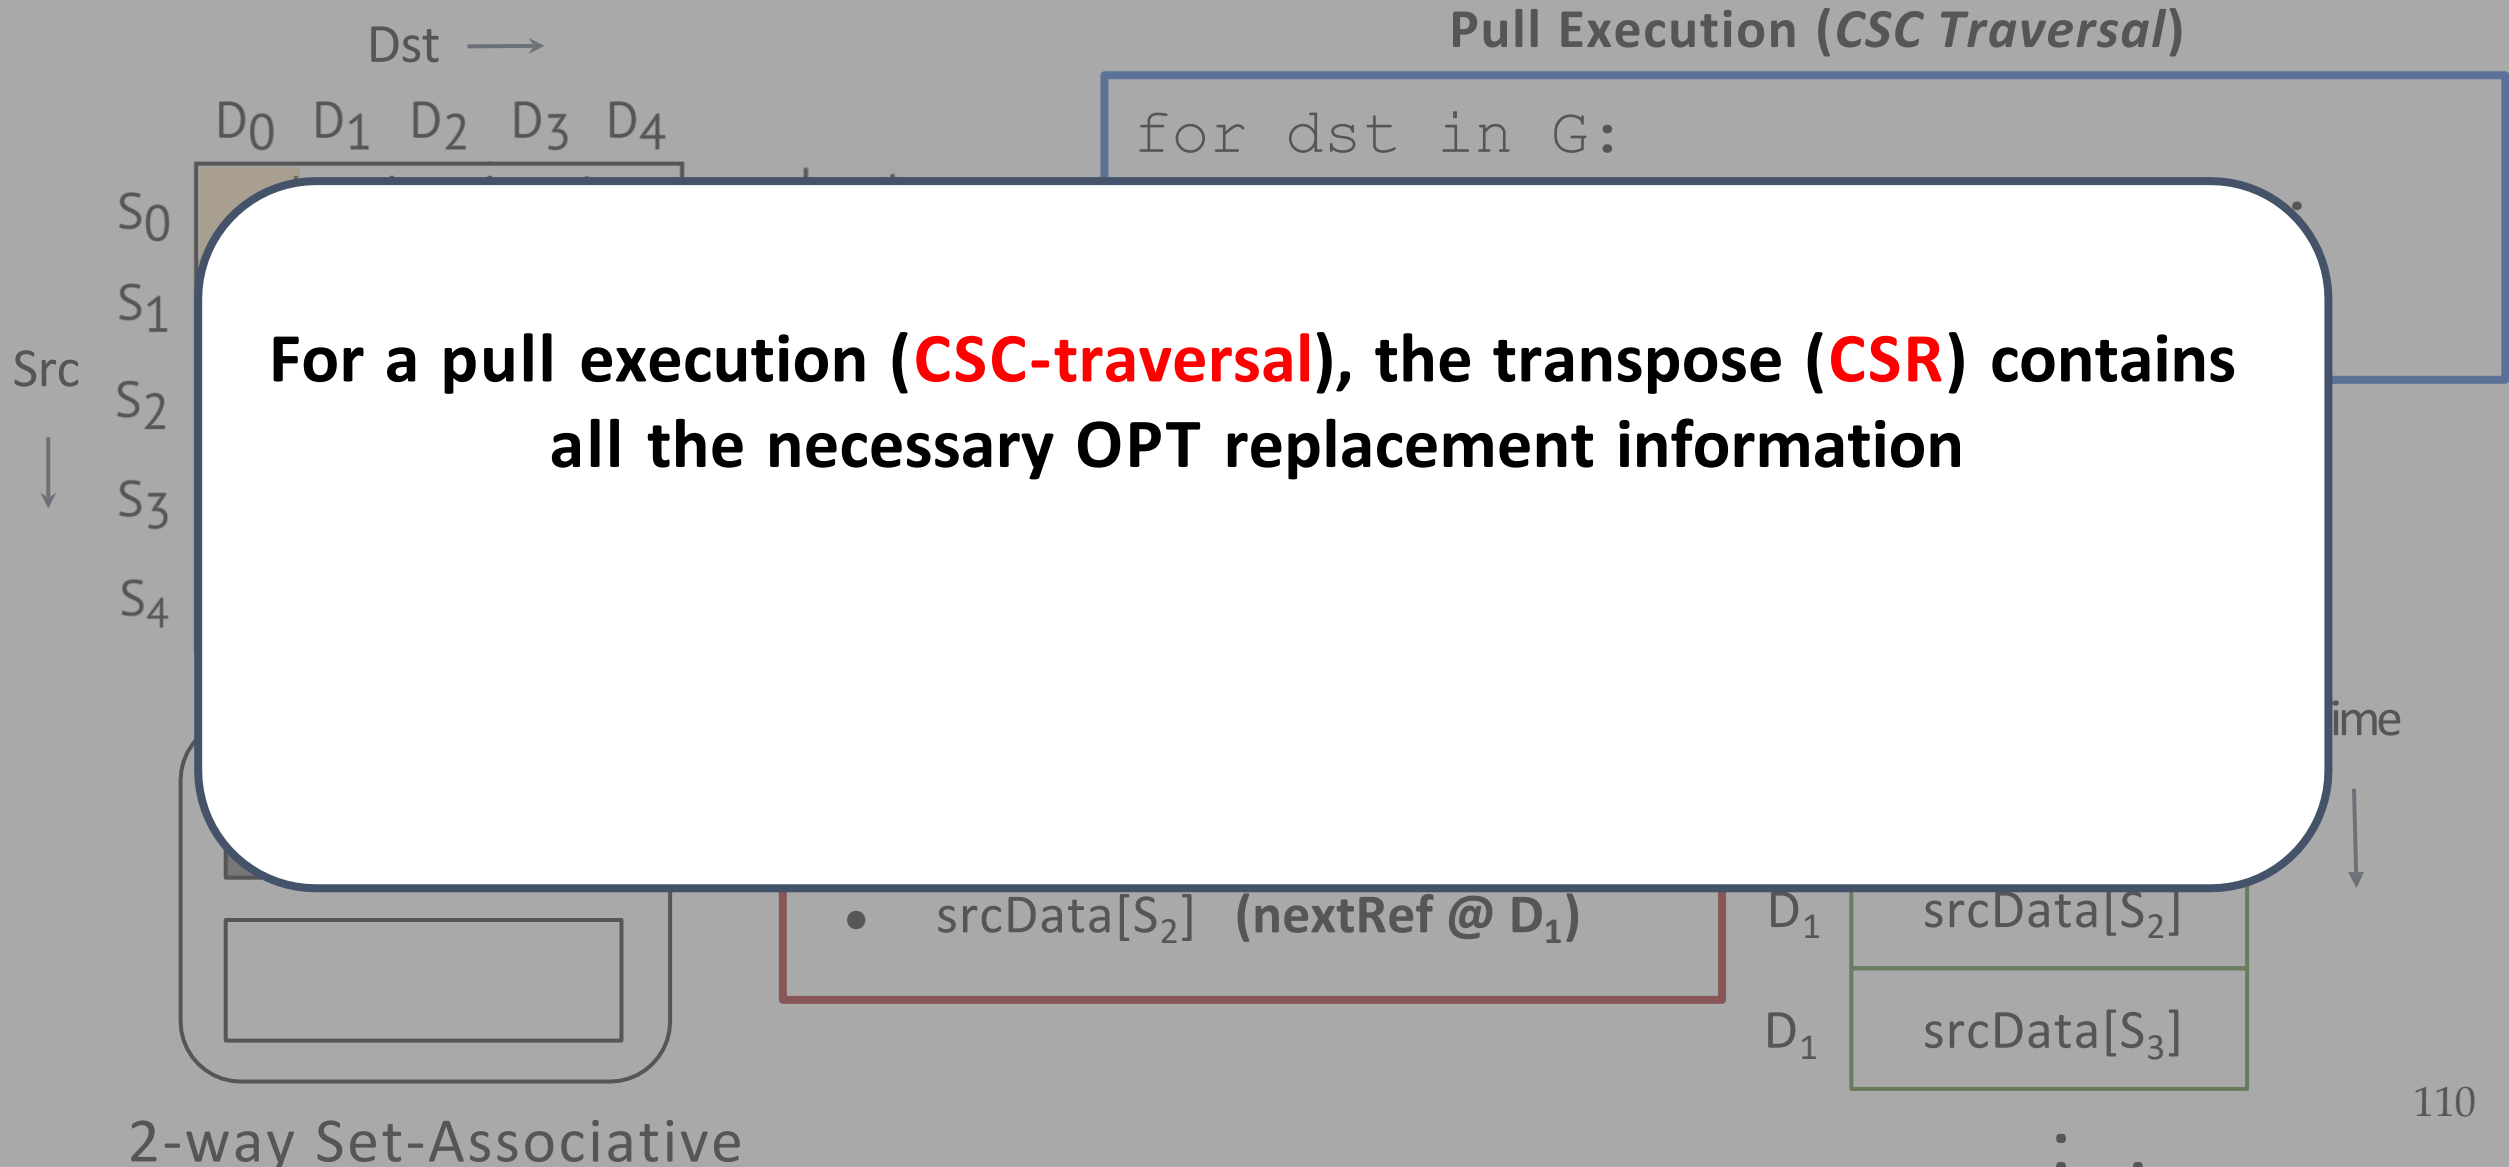 Pull Execution (CSC Traversal)
Dst
D0 D1 D2 D3 D4
for dst in G:
S0
S1
Src
S2
S3
S4
For a pull execution (CSC-traversal), the transpose (CSR) contains
all the necessary OPT replacement information
ime
srcData[S2] (nextRef @ D1)
D1 srcData[S2]
D1 srcData[S3]
110
2-way Set-Associative